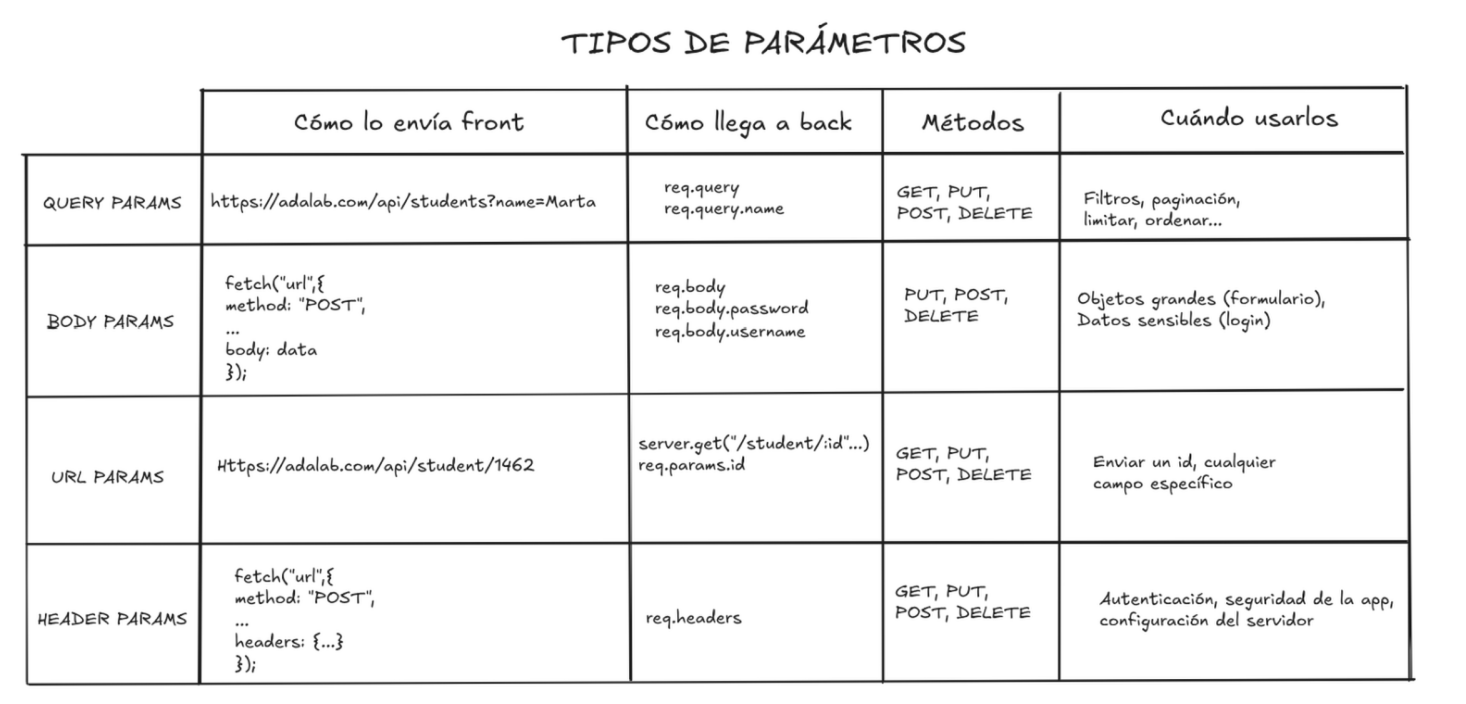 TIPOS DE PARÁMETROS
Cómo lo envía front
Cómo llega a back
Métodos
Cuándo usarlos
QUERY PARAMS
https://adalab.com/api/students?name=Marta
req.query
req.query.name
GET, PUT,
POST, DELETE
Filtros, paginación,
limitar, ordenar...
BODY PARAMS
fetch("url",{
method: "POST",
...
body: data
});
req.body
req.body.password
req.body.username
PUT, POST,
DELETE
Objetos grandes (formulario),
Datos sensibles (login)
URL PARAMS
Https://adalab.com/api/student/1462
server.get("/student/:id"...)
req.params.id
GET, PUT,
POST, DELETE
Enviar un id, cualquier
campo específico
HEADER PARAMS
fetch("url",{
method: "POST",
...
headers: {...}
});
req.headers
GET, PUT,
POST, DELETE
Autenticación, seguridad de la app,
configuración del servidor